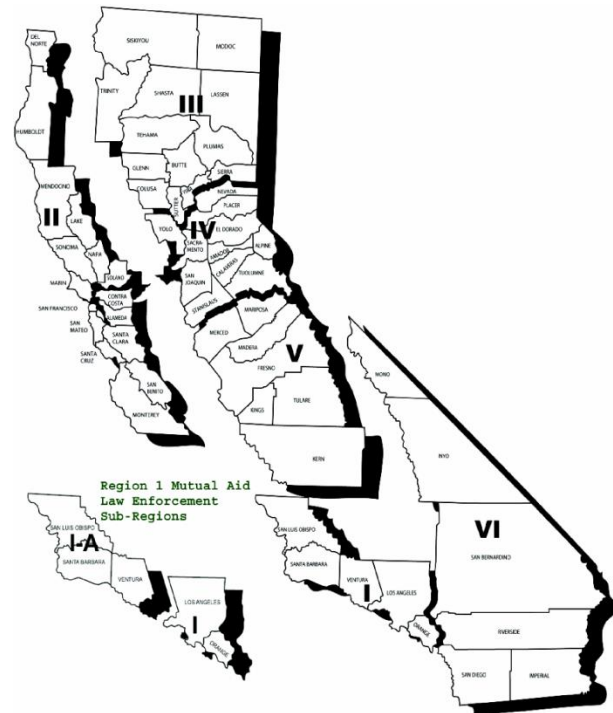 DEL
NORTE
SISKIYOU
MODOC
TRINITY
SHASTA
LASSEN
III
HUMBOLDT
TEHAMA
PLUMAS
MENDOCINO
GLENN
BUTTE
SIERRA
COLUSA
NEVADA
II
LAKE
SUTTER
YUBA
PLACER
YOLO
IV
EL DORADO
SONOMA
NAPA
SACRA-
MENTO
ALPINE
AMADOR
SOLANO
CALAVERAS
MARIN
SAN
JOAQUIN
TUOLUMNE
CONTRA
COSTA
SAN FRANCISCO
ALAMEDA
STANISLAUS
MARIPOSA
SAN
MATEO
SANTA
CLARA
MERCED
SANTA
CRUZ
MADERA
V
FRESNO
MONO
SAN
BENITO
MONTEREY
KINGS
TULARE
INYO
KERN
Region 1 Mutual Aid
Law Enforcement
Sub-Regions
SAN LUIS OBISPO
I-A
SANTA BARBARA
VENTURA
LOS ANGELES
I
ORANGE
SAN LUIS OBISPO
SANTA BARBARA
VENTURA
I
LOS ANGELES
ORANGE
VI
SAN BERNARDINO
RIVERSIDE
SAN DIEGO
IMPERIAL